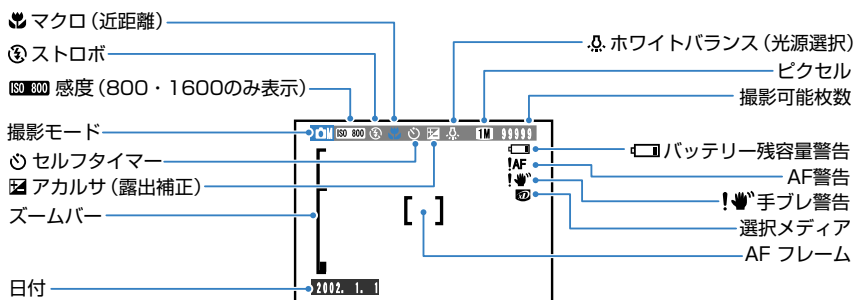 マクロ（近距離）
ストロボ
ISO 800 感度（800・1600のみ表示）
撮影モード
セルフタイマー
アカルサ（露出補正）
ズームバー
日付
M ISO 800 1M 99999
!AF
!
2002. 1. 1
ホワイトバランス（光源選択）
ピクセル
撮影可能枚数
バッテリー残容量警告
AF警告
!手ブレ警告
選択メディア
AF フレーム